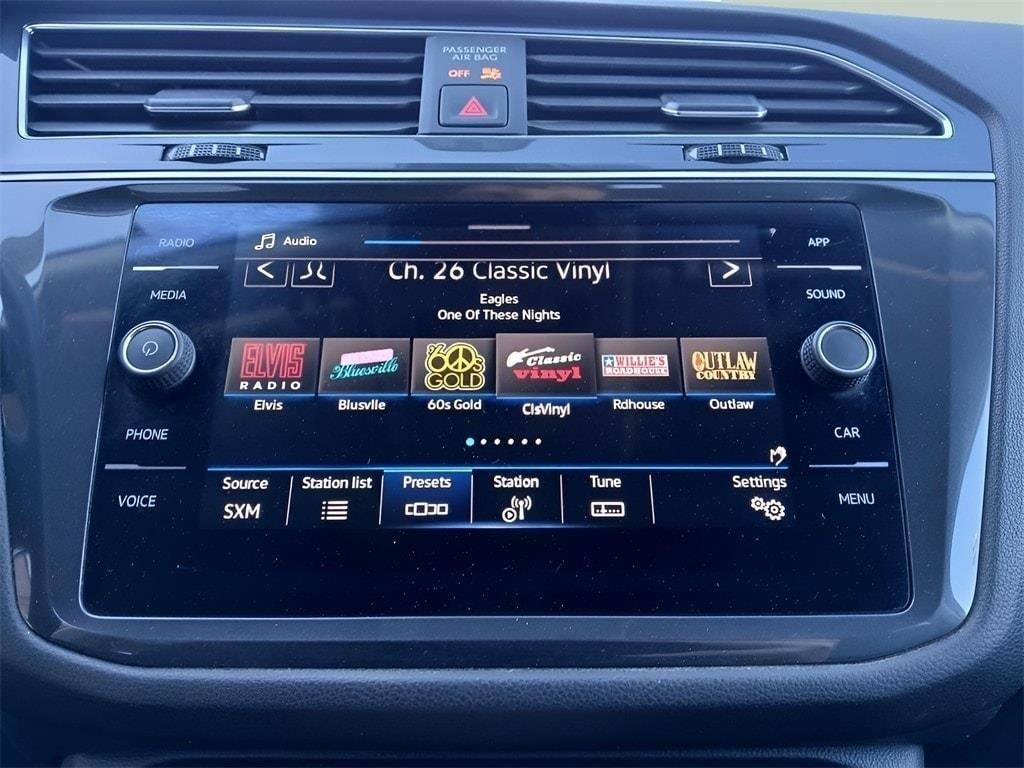 PASSENGER
AIR BAG
OFF
RADIO
Audio
APP
Ch. 26 Classic Vinyl
MEDIA
SOUND
Eagles
One Of These Nights
ELVIS
RADIO
Bluesville
60s
GOLD
Classic
vinyl
WILLIE'S
ROADHOUSE
OUTLAW
COUNTRY
Elvis
Blusvlle
60s Gold
ClsVinyl
Rdhouse
Outlaw
PHONE
CAR
VOICE
MENU
Source
Station list
Presets
Station
Tune
Settings
SXM